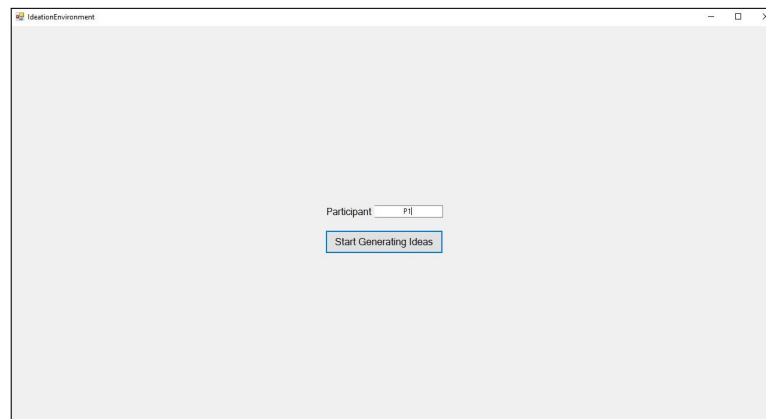 IdeationEnvironment
Participant P1
Start Generating Ideas